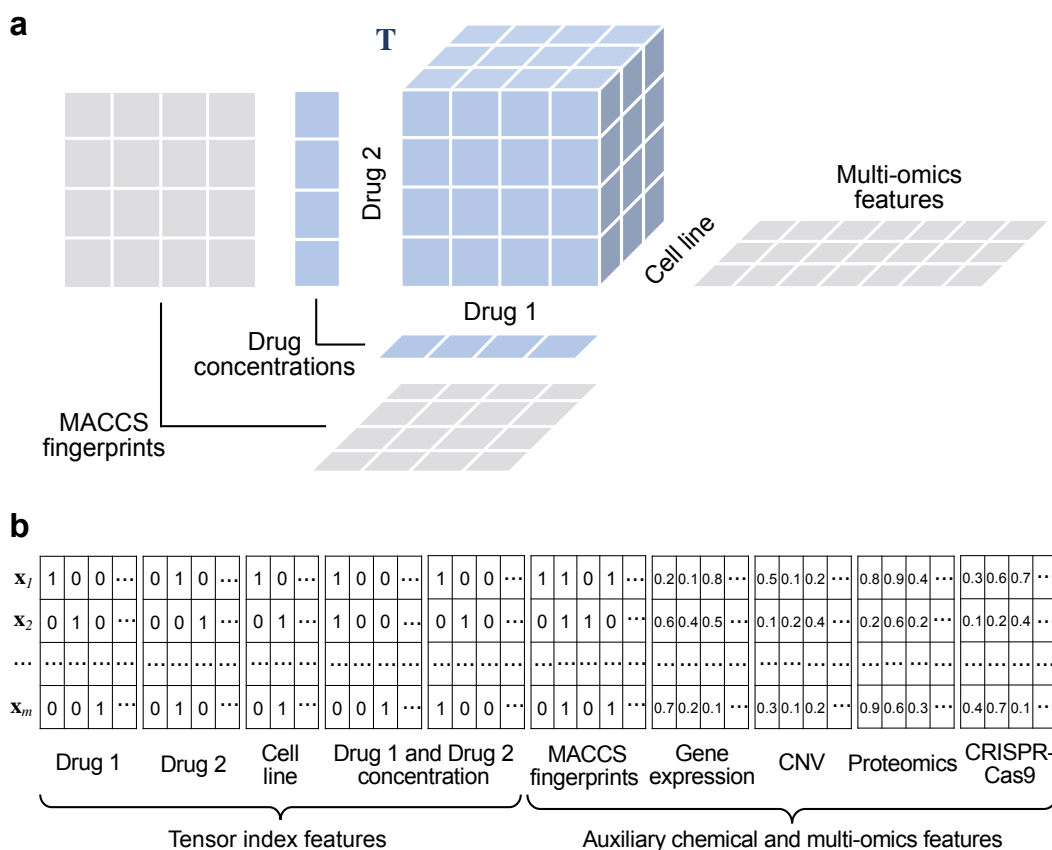 a
T
Drug 2
Multi-omics
features
Cell line
Drug 1
Drug
concentrations
MACCS
fingerprints
b
x1 1 0 0 ... 0 1 0 ... 1 0 ... 1 0 0 ... 1 0 0 ... 1 1 0 1 ... 0.2 0.1 0.8 ... 0.5 0.1 0.2 ... 0.8 0.9 0.4 ... 0.3 0.6 0.7 ...
x2 0 1 0 ... 0 0 1 ... 0 1 ... 1 0 0 ... 0 1 0 ... 0 1 1 0 ... 0.6 0.4 0.5 ... 0.1 0.2 0.4 ... 0.2 0.6 0.2 ... 0.1 0.2 0.4 ...
... ... ... ... ... ... ... ... ... ... ... ... ... ... ... ... ... ... ... ... ... ... ... ... ... ... ... ... ... ... ... ... ... ... ... ... ... ... ... ... ...
xm 0 0 1 ... 0 1 0 ... 0 1 ... 0 0 1 ... 1 0 0 ... 0 1 0 1 ... 0.7 0.2 0.1 ... 0.3 0.1 0.2 ... 0.9 0.6 0.3 ... 0.4 0.7 0.1 ...
Drug 1
Drug 2
Cell
line
Drug 1 and Drug 2
concentration
MACCS
fingerprints
Gene
expression
CNV
Proteomics
CRISPR-
Cas9
Tensor index features
Auxiliary chemical and multi-omics features